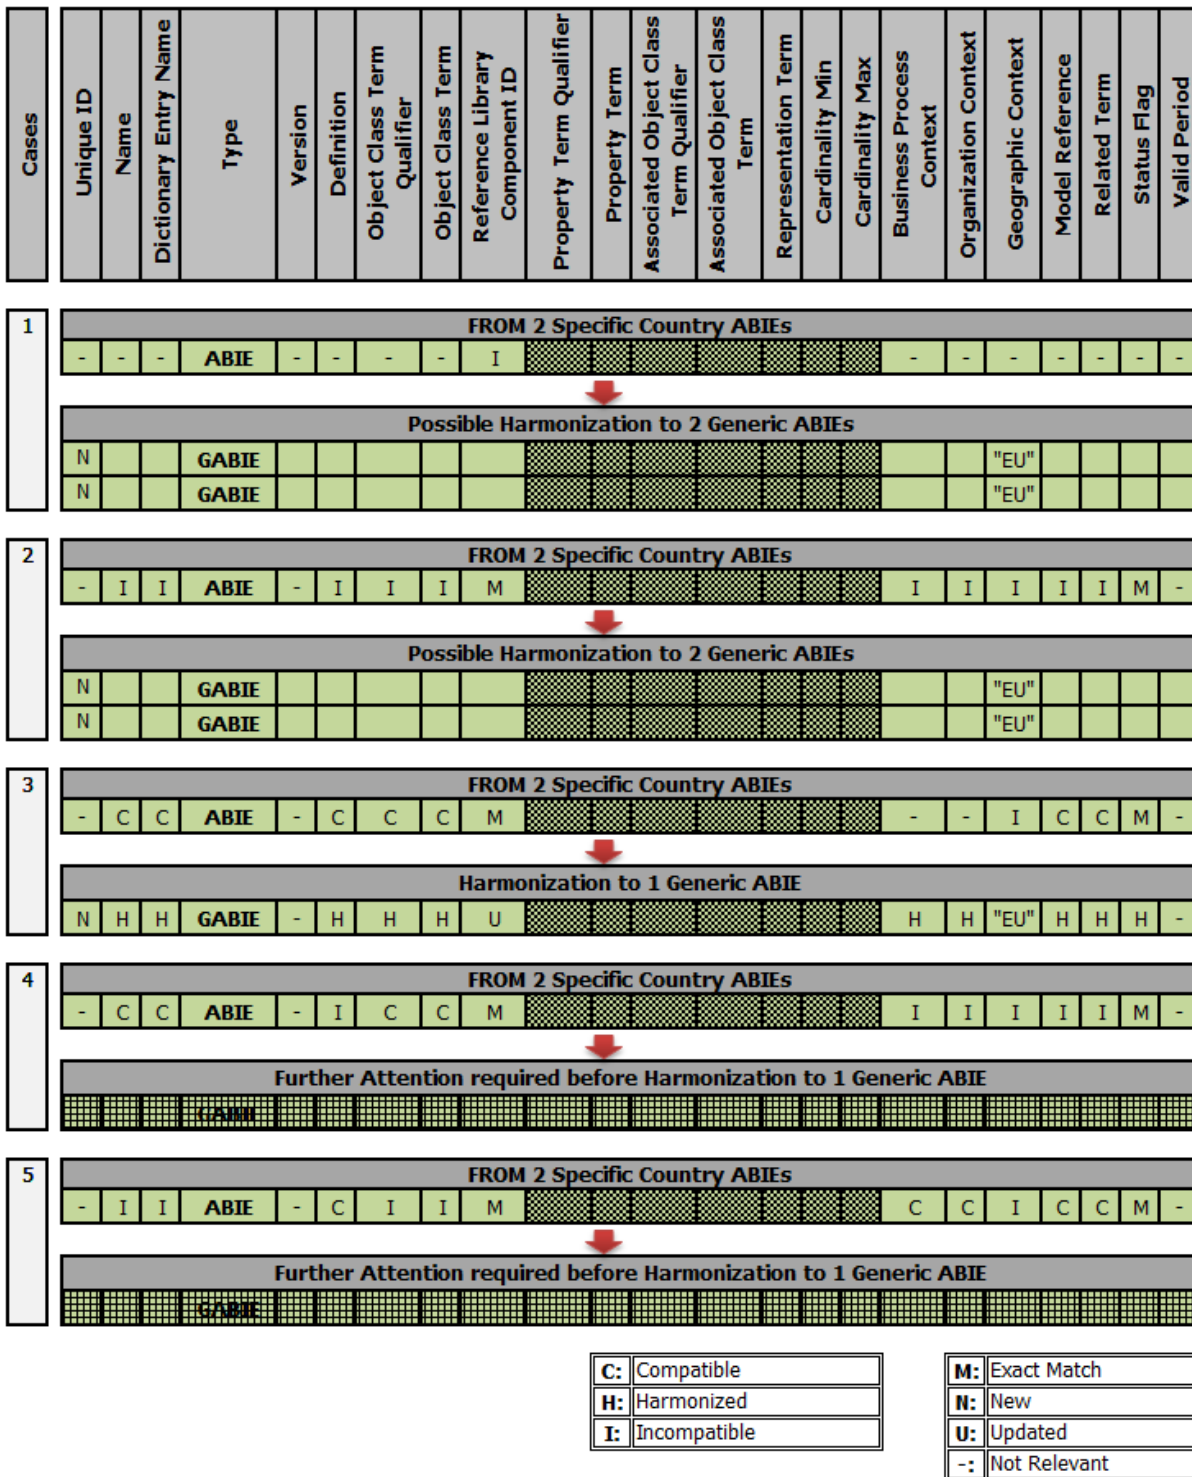 Cases
Unique ID
Name
Dictionary Entry Name
Type
Version
Definition
Object Class Term
Qualifier
Object Class Term
Reference Library
Component ID
Property Term Qualifier
Property Term
Associated Object Class
Term Qualifier
Associated Object Class
Term
Representation Term
Cardinality Min
Cardinality Max
Business Process
Context
Organization Context
Geographic Context
Model Reference
Related Term
Status Flag
Valid Period
1
FROM 2 Specific Country ABIEs
- - - ABIE - - - - I - - - - - - -
Possible Harmonization to 2 Generic ABIEs
N GABIE "EU"
N GABIE "EU"
2
FROM 2 Specific Country ABIEs
- I I ABIE - I I I M I I I I I M -
Possible Harmonization to 2 Generic ABIEs
N GABIE "EU"
N GABIE "EU"
3
FROM 2 Specific Country ABIEs
- C C ABIE - C C C M - - I C C M -
Harmonization to 1 Generic ABIE
N H H GABIE - H H H U H H "EU" H H H -
4
FROM 2 Specific Country ABIEs
- C C ABIE - I C C M I I I I I M -
Further Attention required before Harmonization to 1 Generic ABIE
GABIE
5
FROM 2 Specific Country ABIEs
- I I ABIE - C I I M C C I C C M -
Further Attention required before Harmonization to 1 Generic ABIE
GABIE
C: Compatible
H: Harmonized
I: Incompatible
M: Exact Match
N: New
U: Updated
-: Not Relevant